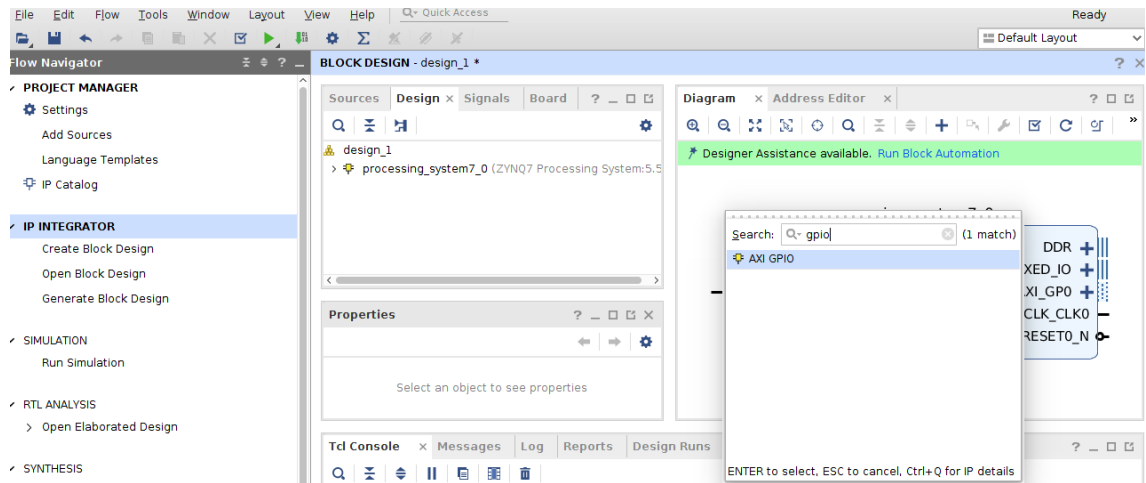 File Edit Flow Tools Window Layout View Help Quick Access Ready
Default Layout
Flow Navigator
BLOCK DESIGN - design_1 *
PROJECT MANAGER
Settings
Add Sources
Language Templates
IP Catalog
IP INTEGRATOR
Create Block Design
Open Block Design
Generate Block Design
SIMULATION
Run Simulation
RTL ANALYSIS
Open Elaborated Design
SYNTHESIS
Sources Design Signals Board
design_1
processing_system7_0 (ZYNQ7 Processing System:5.5
Properties
Select an object to see properties
Tcl Console Messages Log Reports Design Runs
Diagram Address Editor
Designer Assistance available. Run Block Automation
Search: gpio (1 match)
AXI GPIO
ENTER to select, ESC to cancel, Ctrl+Q for IP details
DDR
XED_IO
XI_GP0
CLK_CLK0
RESET0_N